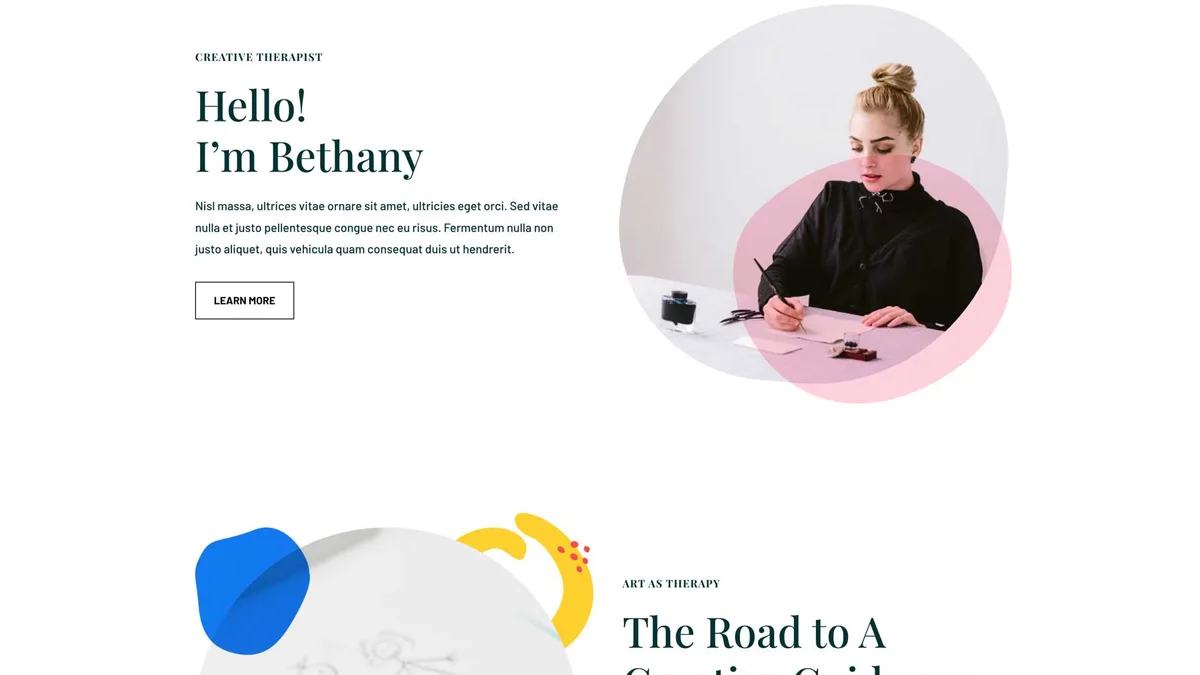 CREATIVE THERAPIST
Hello!
I’m Bethany
Nisl massa, ultrices vitae ornare sit amet, ultricies eget orci. Sed vitae
nulla et justo pellentesque congue nec eu risus. Fermentum nulla non
justo aliquet, quis vehicula quam consequat duis ut hendrerit.
LEARN MORE
ART AS THERAPY
The Road to A